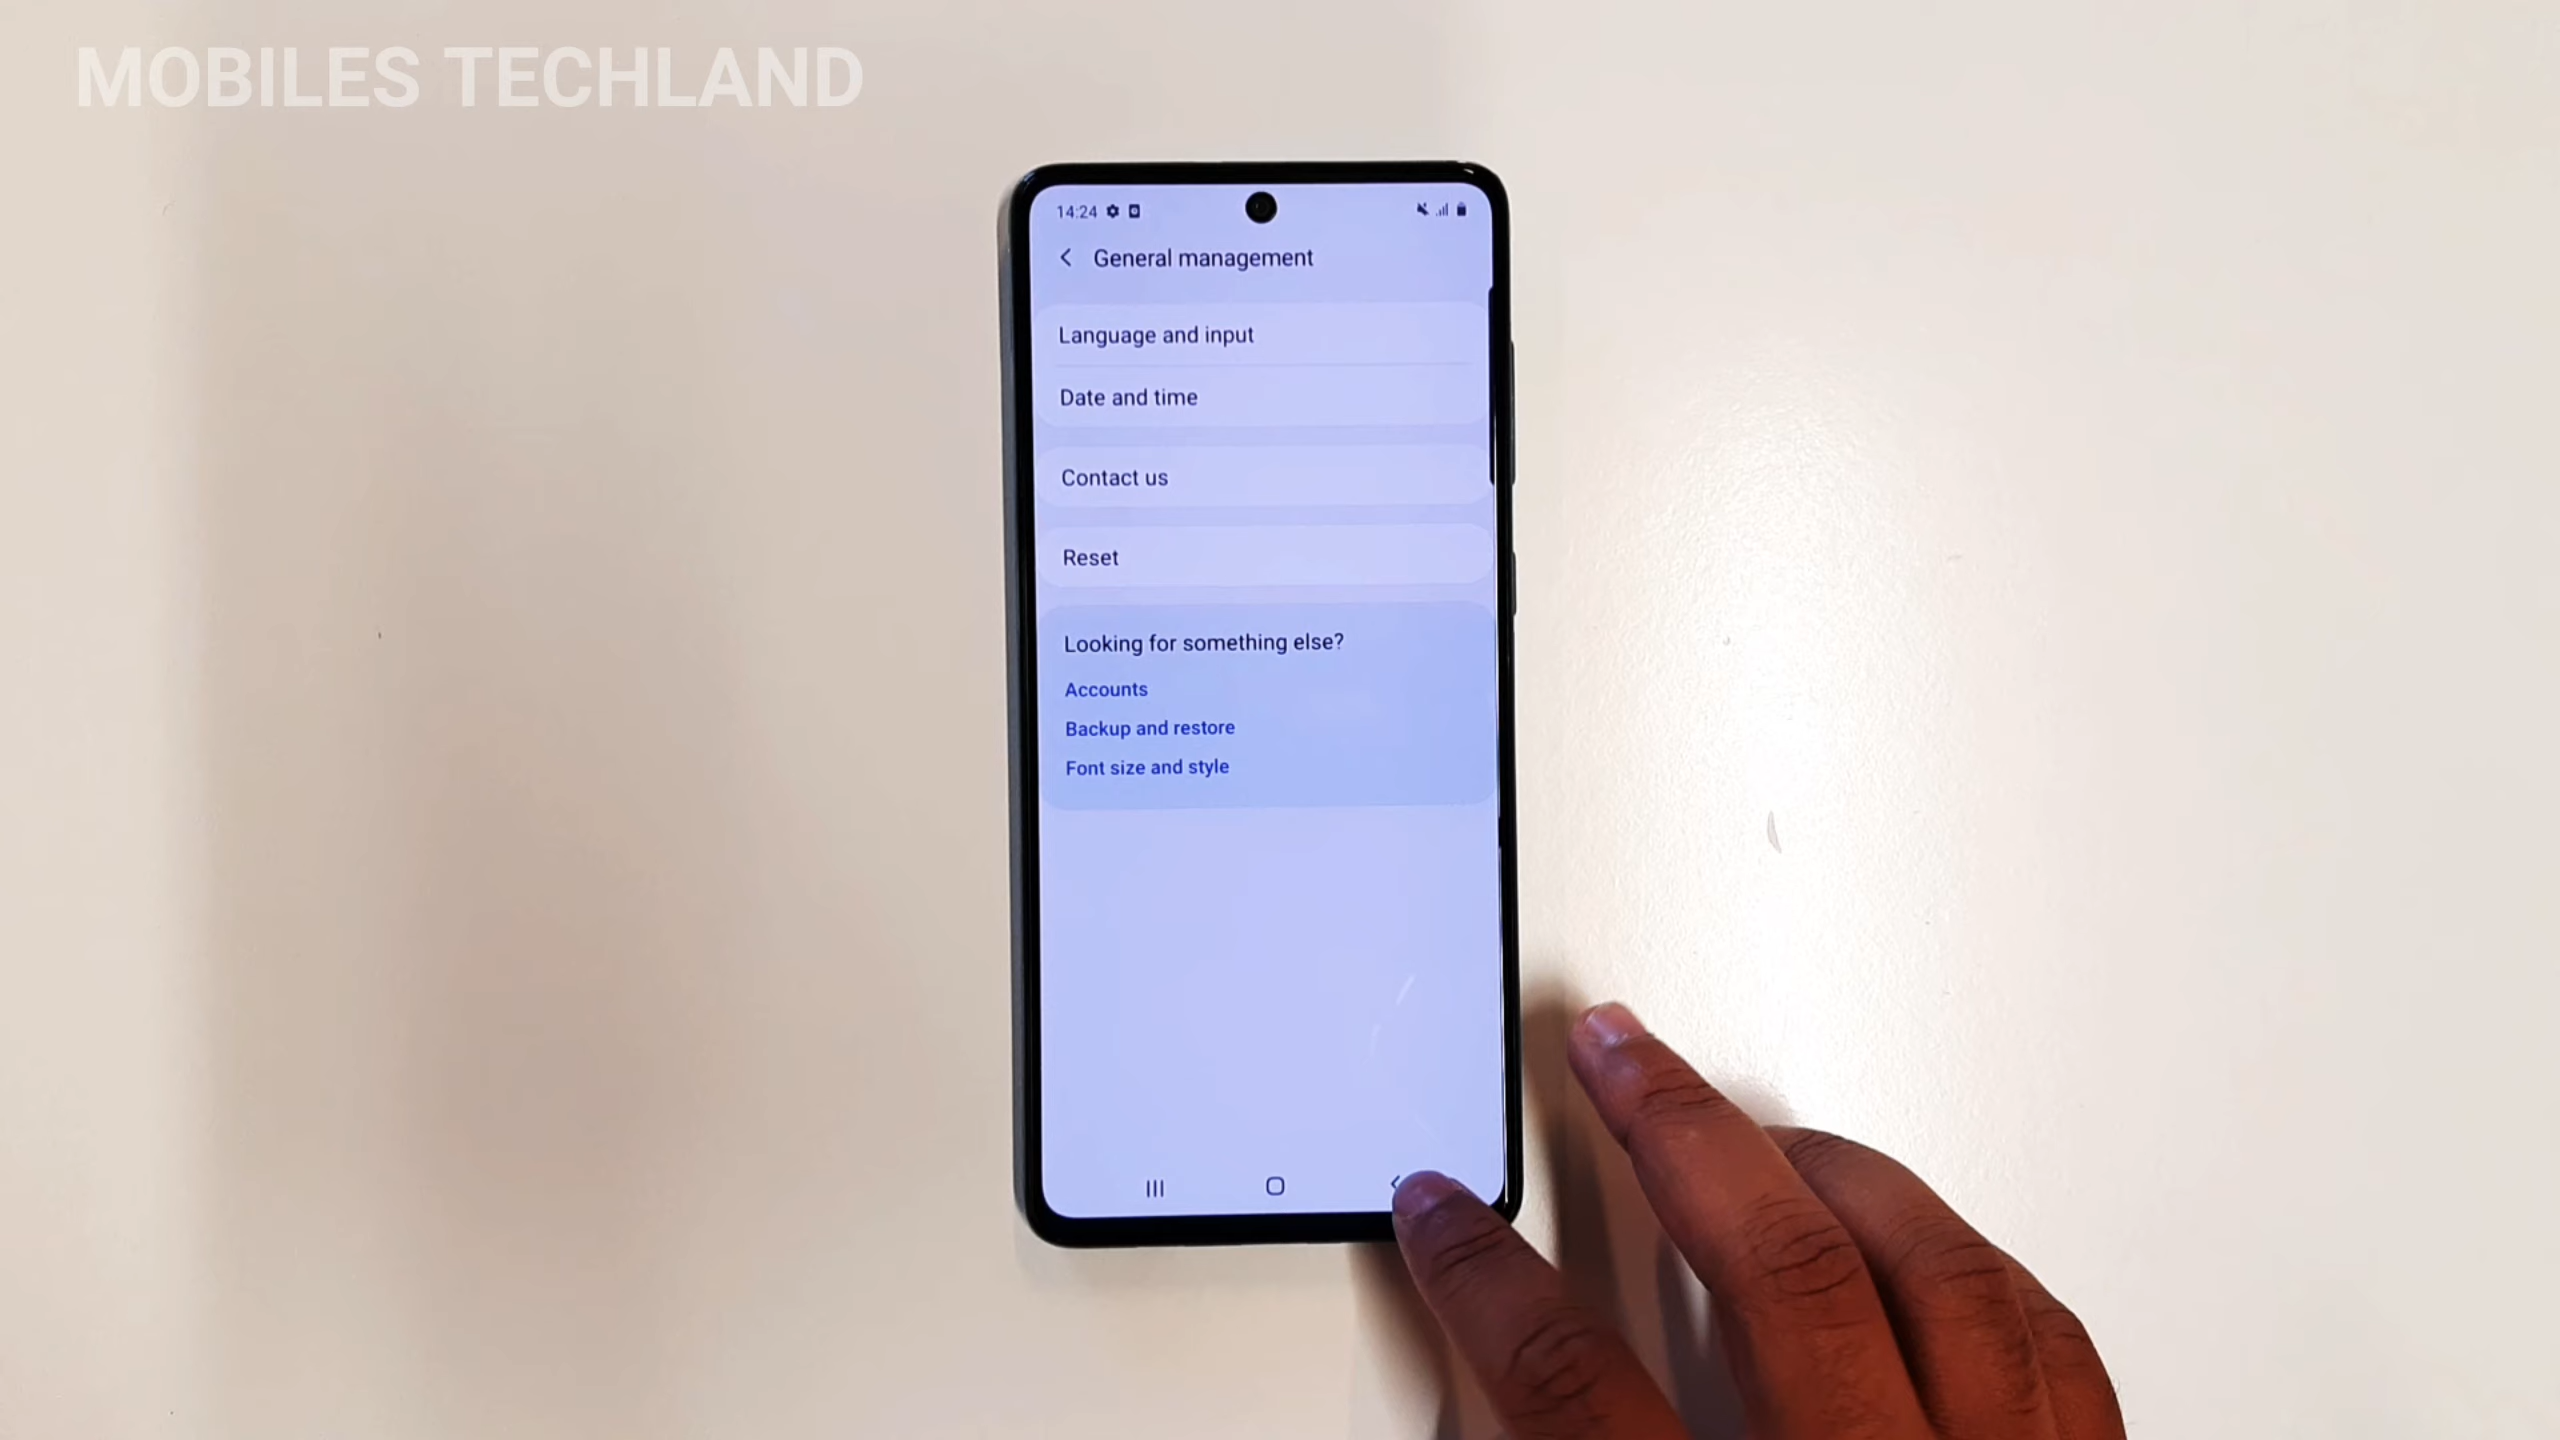 MOBILES TECHLAND
14:24
General management
Language and input
Date and time
Contact us
Reset
Looking for something else?
Accounts
Backup and restore
Font size and style